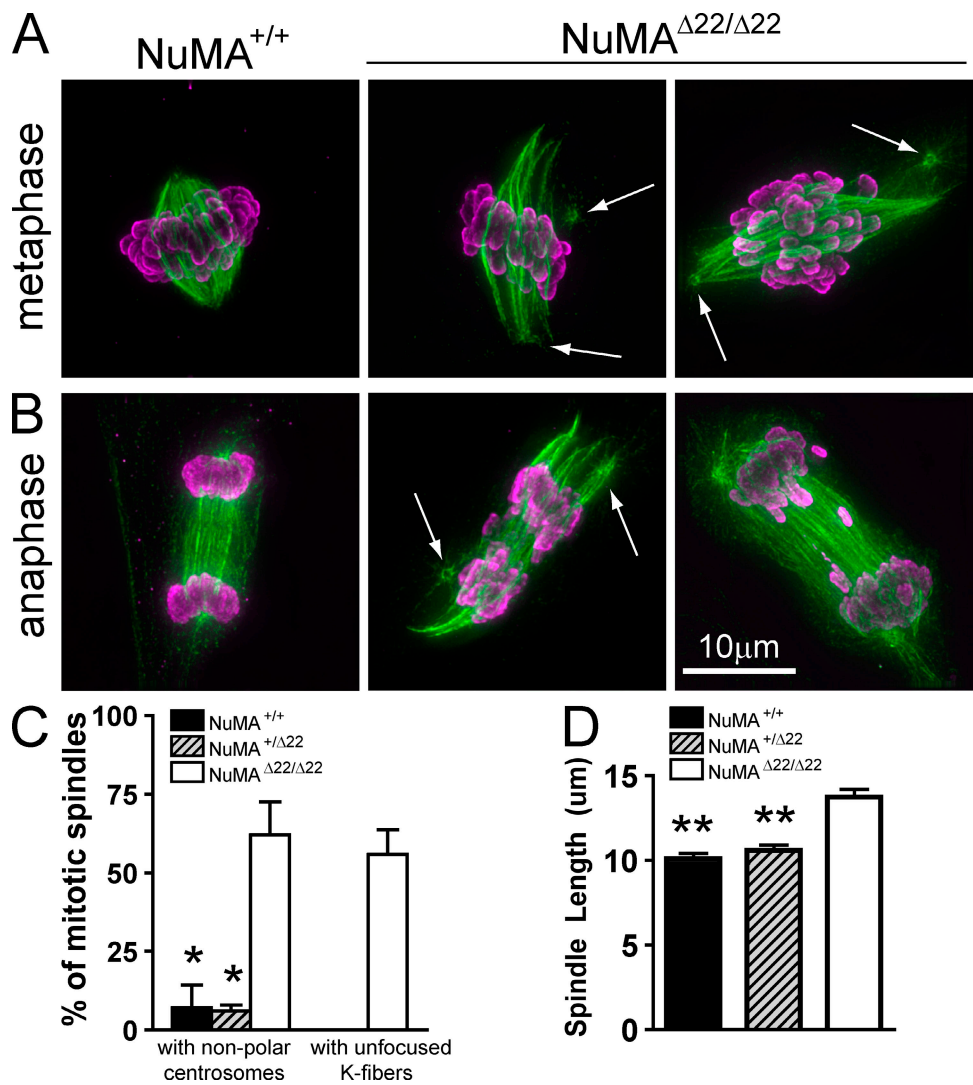 A
NuMA+/+
NuMAΔ22/Δ22
metaphase
B
anaphase
10μm
C
% of mitotic spindles
100
75
50
25
0
NuMA+/+
NuMA+/Δ22
NuMAΔ22/Δ22
*
*
with non-polar
centrosomes
with unfocused
K-fibers
D
Spindle Length (um)
15
10
5
0
NuMA+/+
NuMA+/Δ22
NuMAΔ22/Δ22
**
**